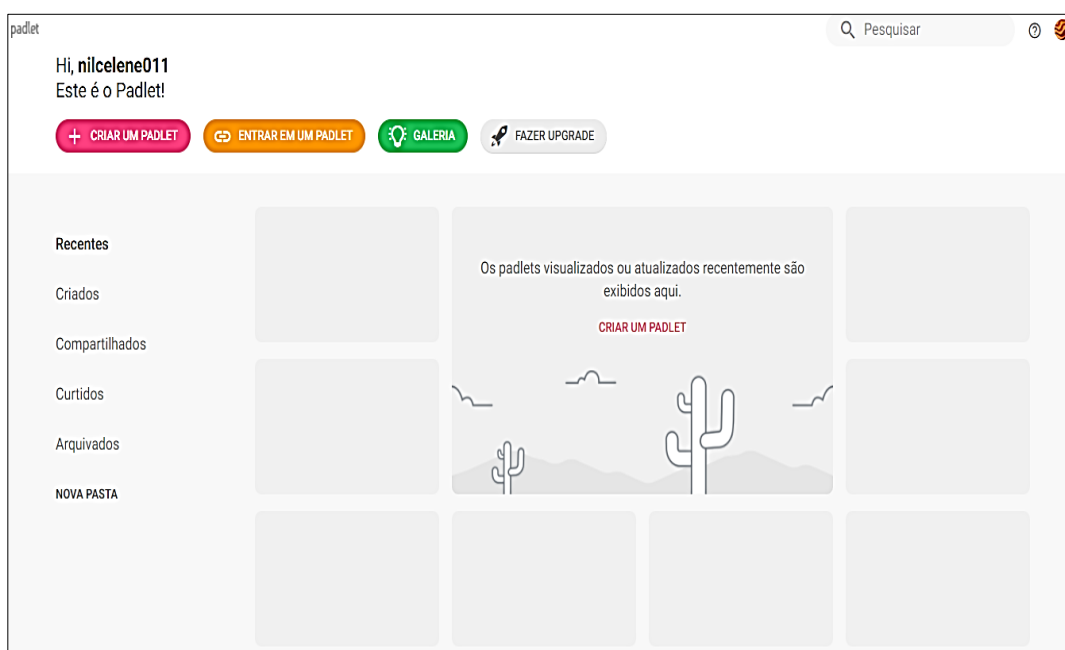 padlet
Pesquisar
Hi, nilcelene011
Este é o Padlet!
CRIAR UM PADLET
ENTRAR EM UM PADLET
GALERIA
FAZER UPGRADE
Recentes
Criados
Compartilhados
Curtidos
Arquivados
NOVA PASTA
Os padlets visualizados ou atualizados recentemente são
exibidos aqui.
CRIAR UM PADLET